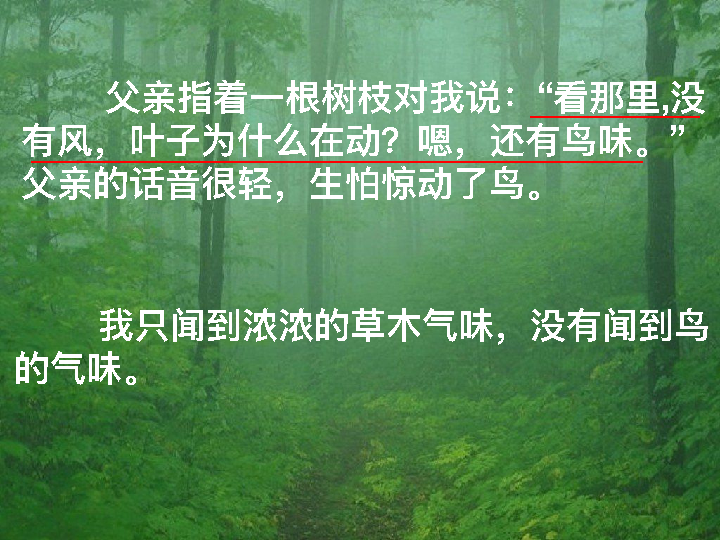 父亲指着一根树枝对我说：“看那里,没
有风，叶子为什么在动？嗯，还有鸟味。”
父亲的话音很轻，生怕惊动了鸟。
我只闻到浓浓的草木气味，没有闻到鸟
的气味。